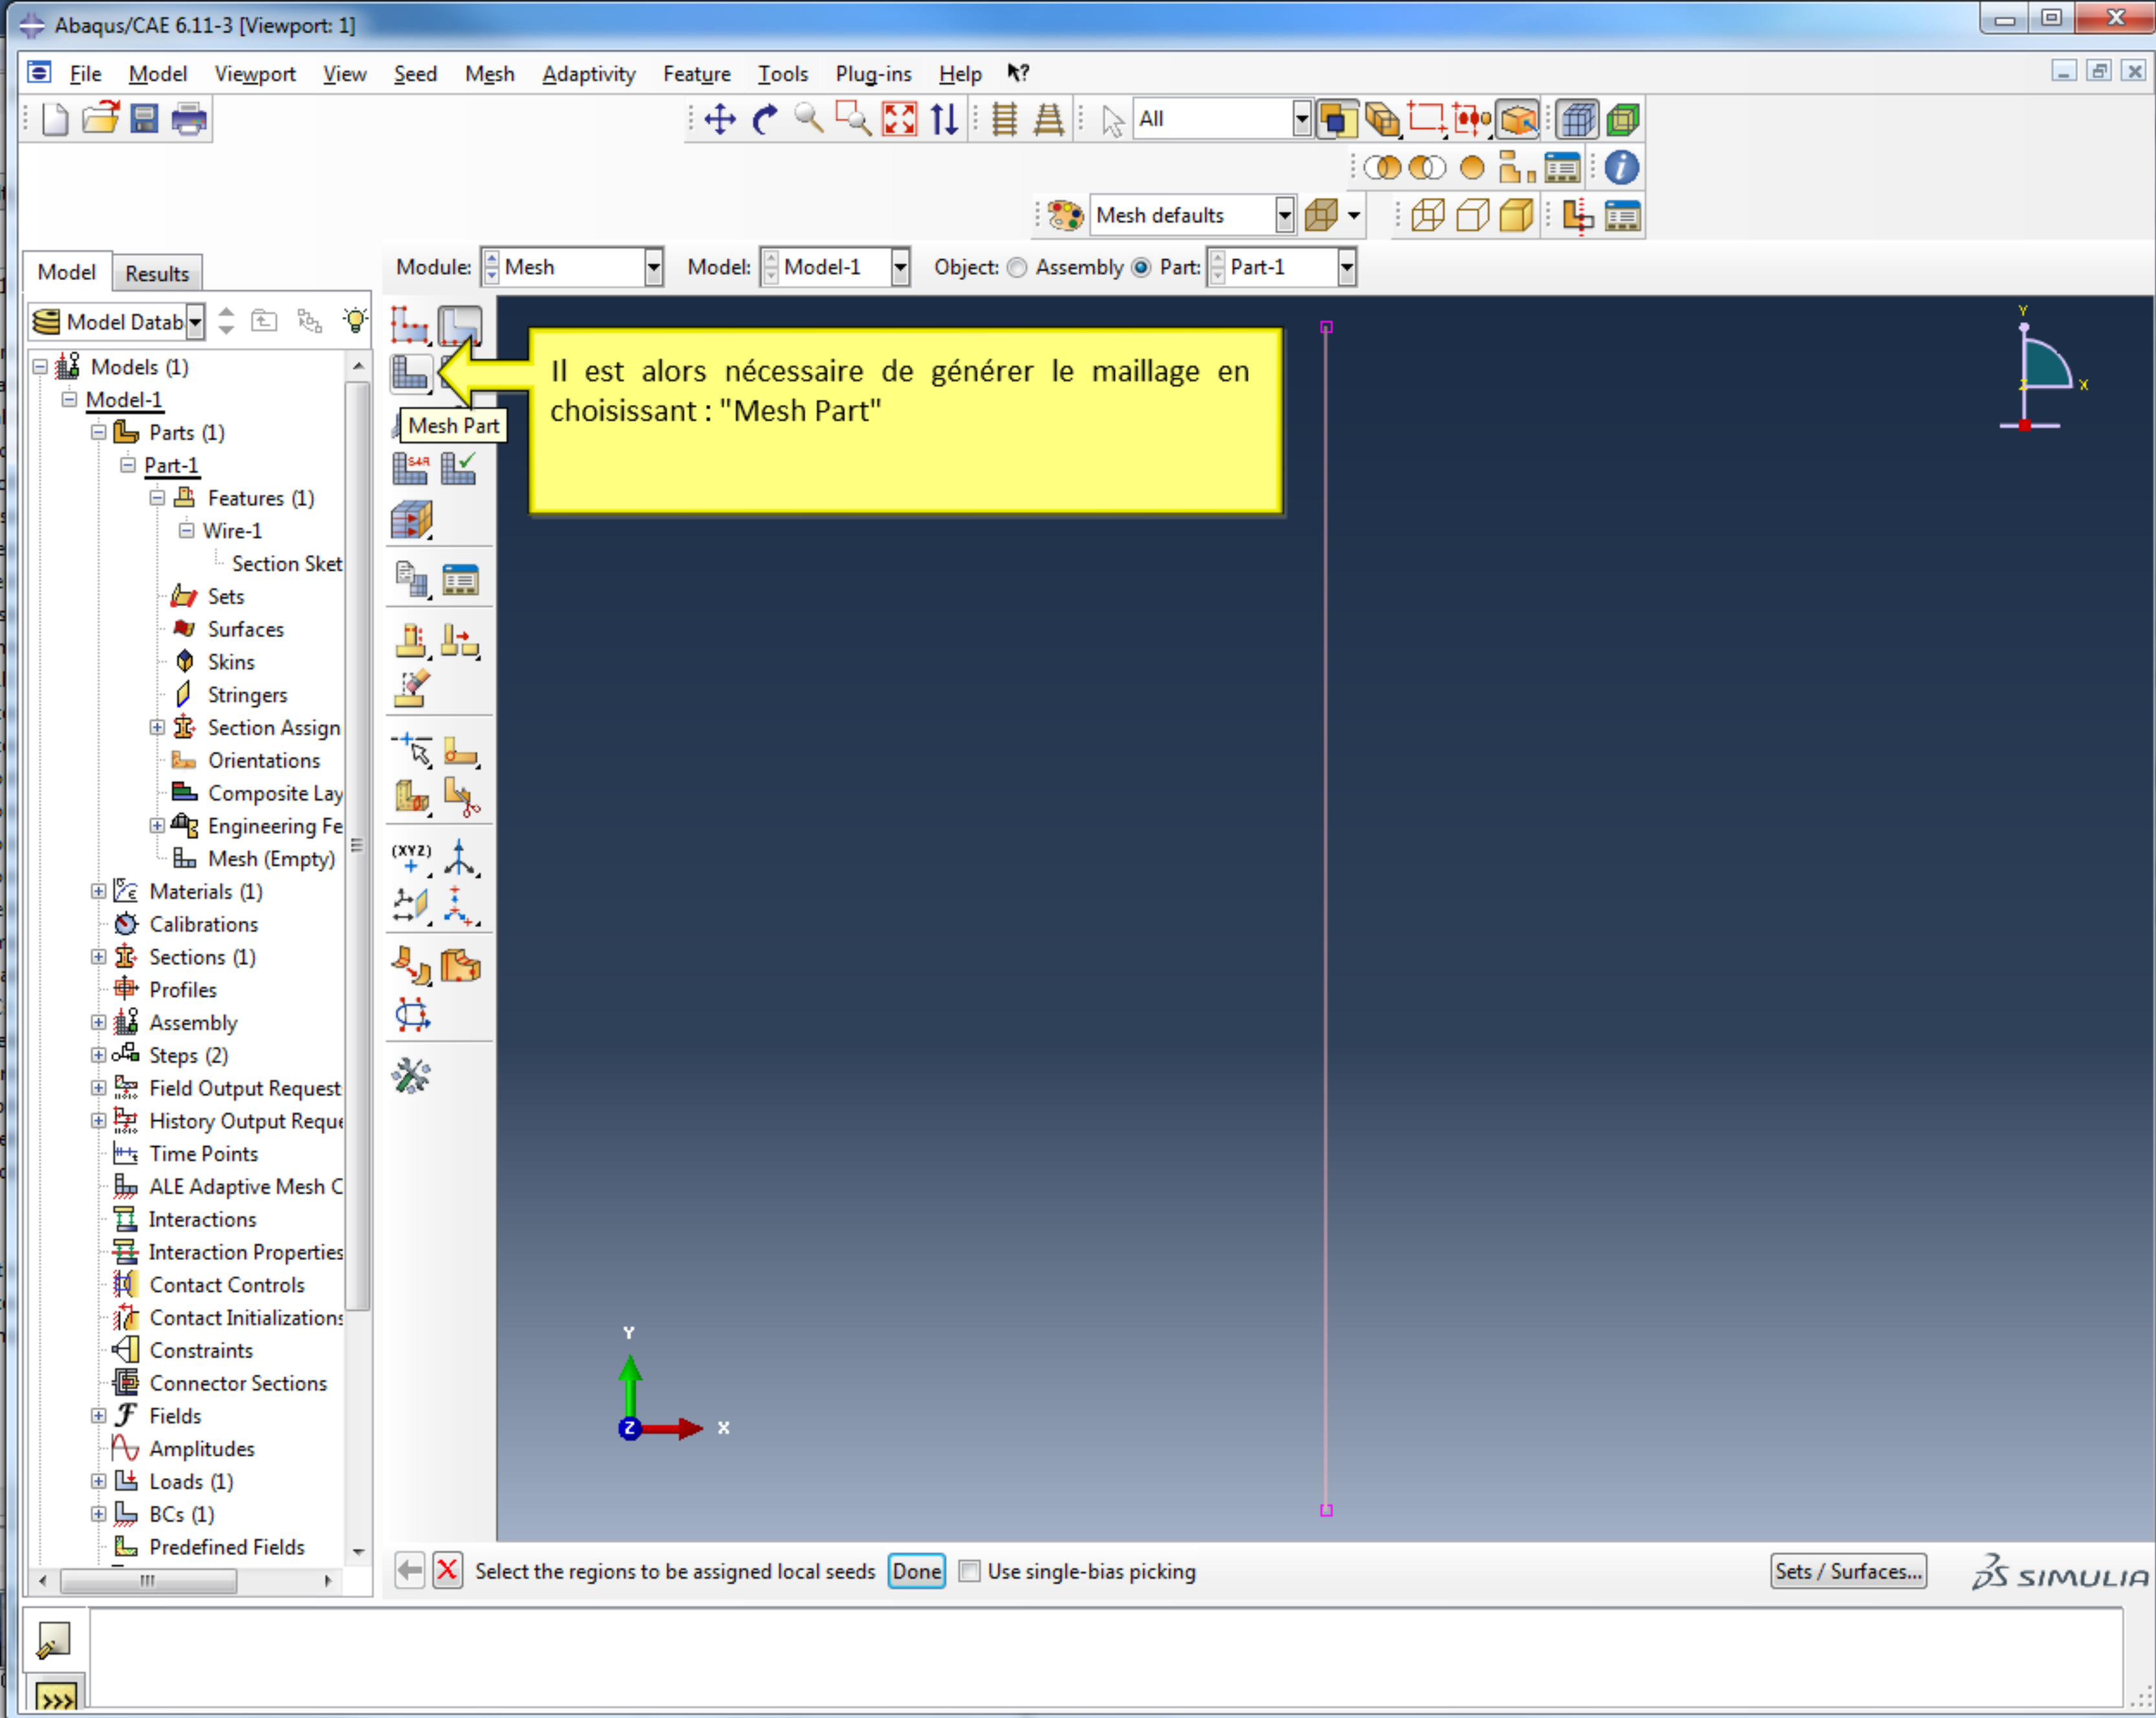 Abaqus/CAE 6.11-3 [Viewport: 1]
File Model Viewport View Seed Mesh Adaptivity Feature Tools Plug-ins Help
All
Mesh defaults
Model Results
Module: Mesh Model: Model-1 Object: Assembly Part: Part-1
Model Datab
Models (1)
Model-1
Parts (1)
Part-1
Features (1)
Wire-1
Section Sket
Sets
Surfaces
Skins
Stringers
Section Assign
Orientations
Composite Lay
Engineering Fe
Mesh (Empty)
Materials (1)
Calibrations
Sections (1)
Profiles
Assembly
Steps (2)
Field Output Request
History Output Reque
Time Points
ALE Adaptive Mesh C
Interactions
Interaction Properties
Contact Controls
Contact Initializations
Constraints
Connector Sections
Fields
Amplitudes
Loads (1)
BCs (1)
Predefined Fields
Mesh Part
S4R
(XYZ)
Il est alors nécessaire de générer le maillage en
choisissant : "Mesh Part"
Y
Z X
Y
Z X
Select the regions to be assigned local seeds Done Use single-bias picking
Sets / Surfaces...
SIMULIA
>>>